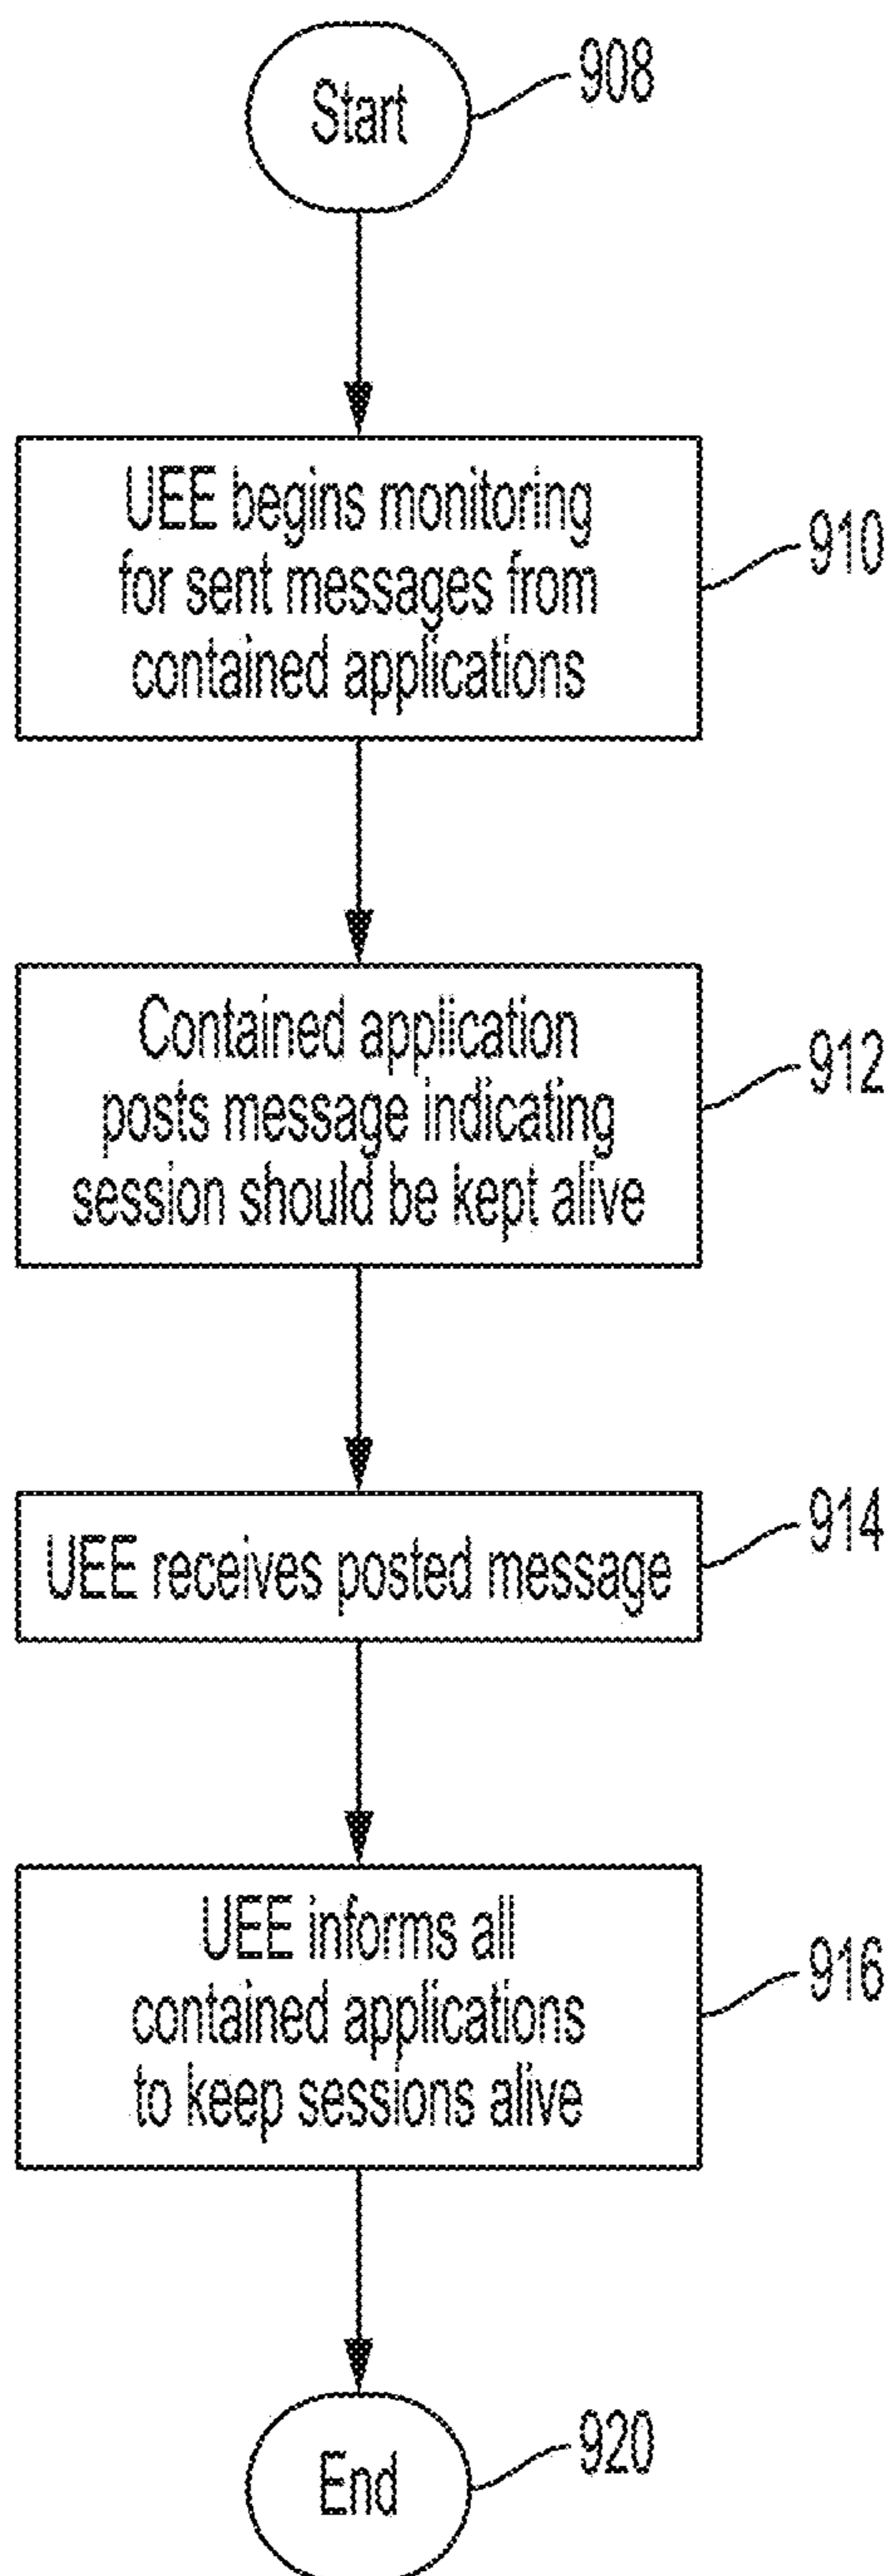 Start
908
UEE begins monitoring
for sent messages from
contained applications
910
Contained application
posts message indicating
session should be kept alive
912
UEE receives posted message
914
UEE informs all
contained applications
to keep sessions alive
916
End
920